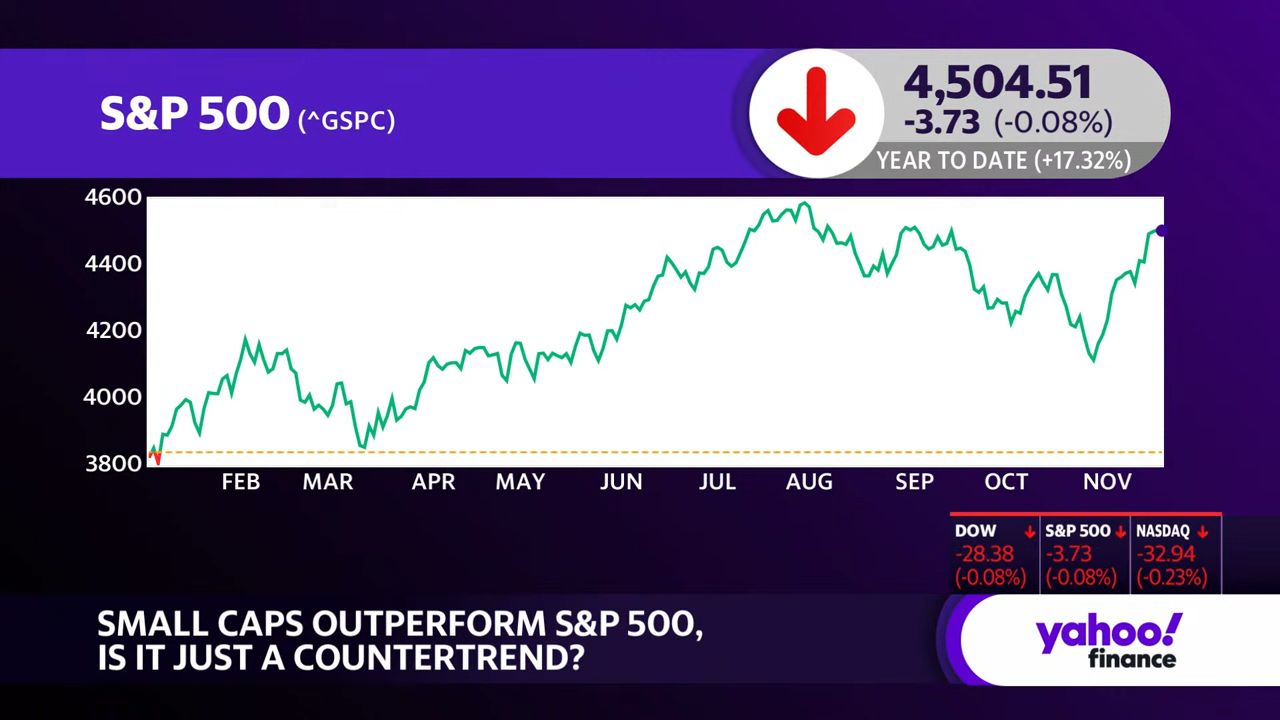 S&P 500 (^GSPC)
4,504.51
-3.73 (-0.08%)
YEAR TO DATE (+17.32%)
4600
4400
4200
4000
3800
FEB MAR APR MAY JUN JUL AUG SEP OCT NOV
DOW S&P 500 NASDAQ
-28.38 -3.73 -32.94
(-0.08%) (-0.08%) (-0.23%)
SMALL CAPS OUTPERFORM S&P 500,
IS IT JUST A COUNTERTREND?
yahoo!
finance